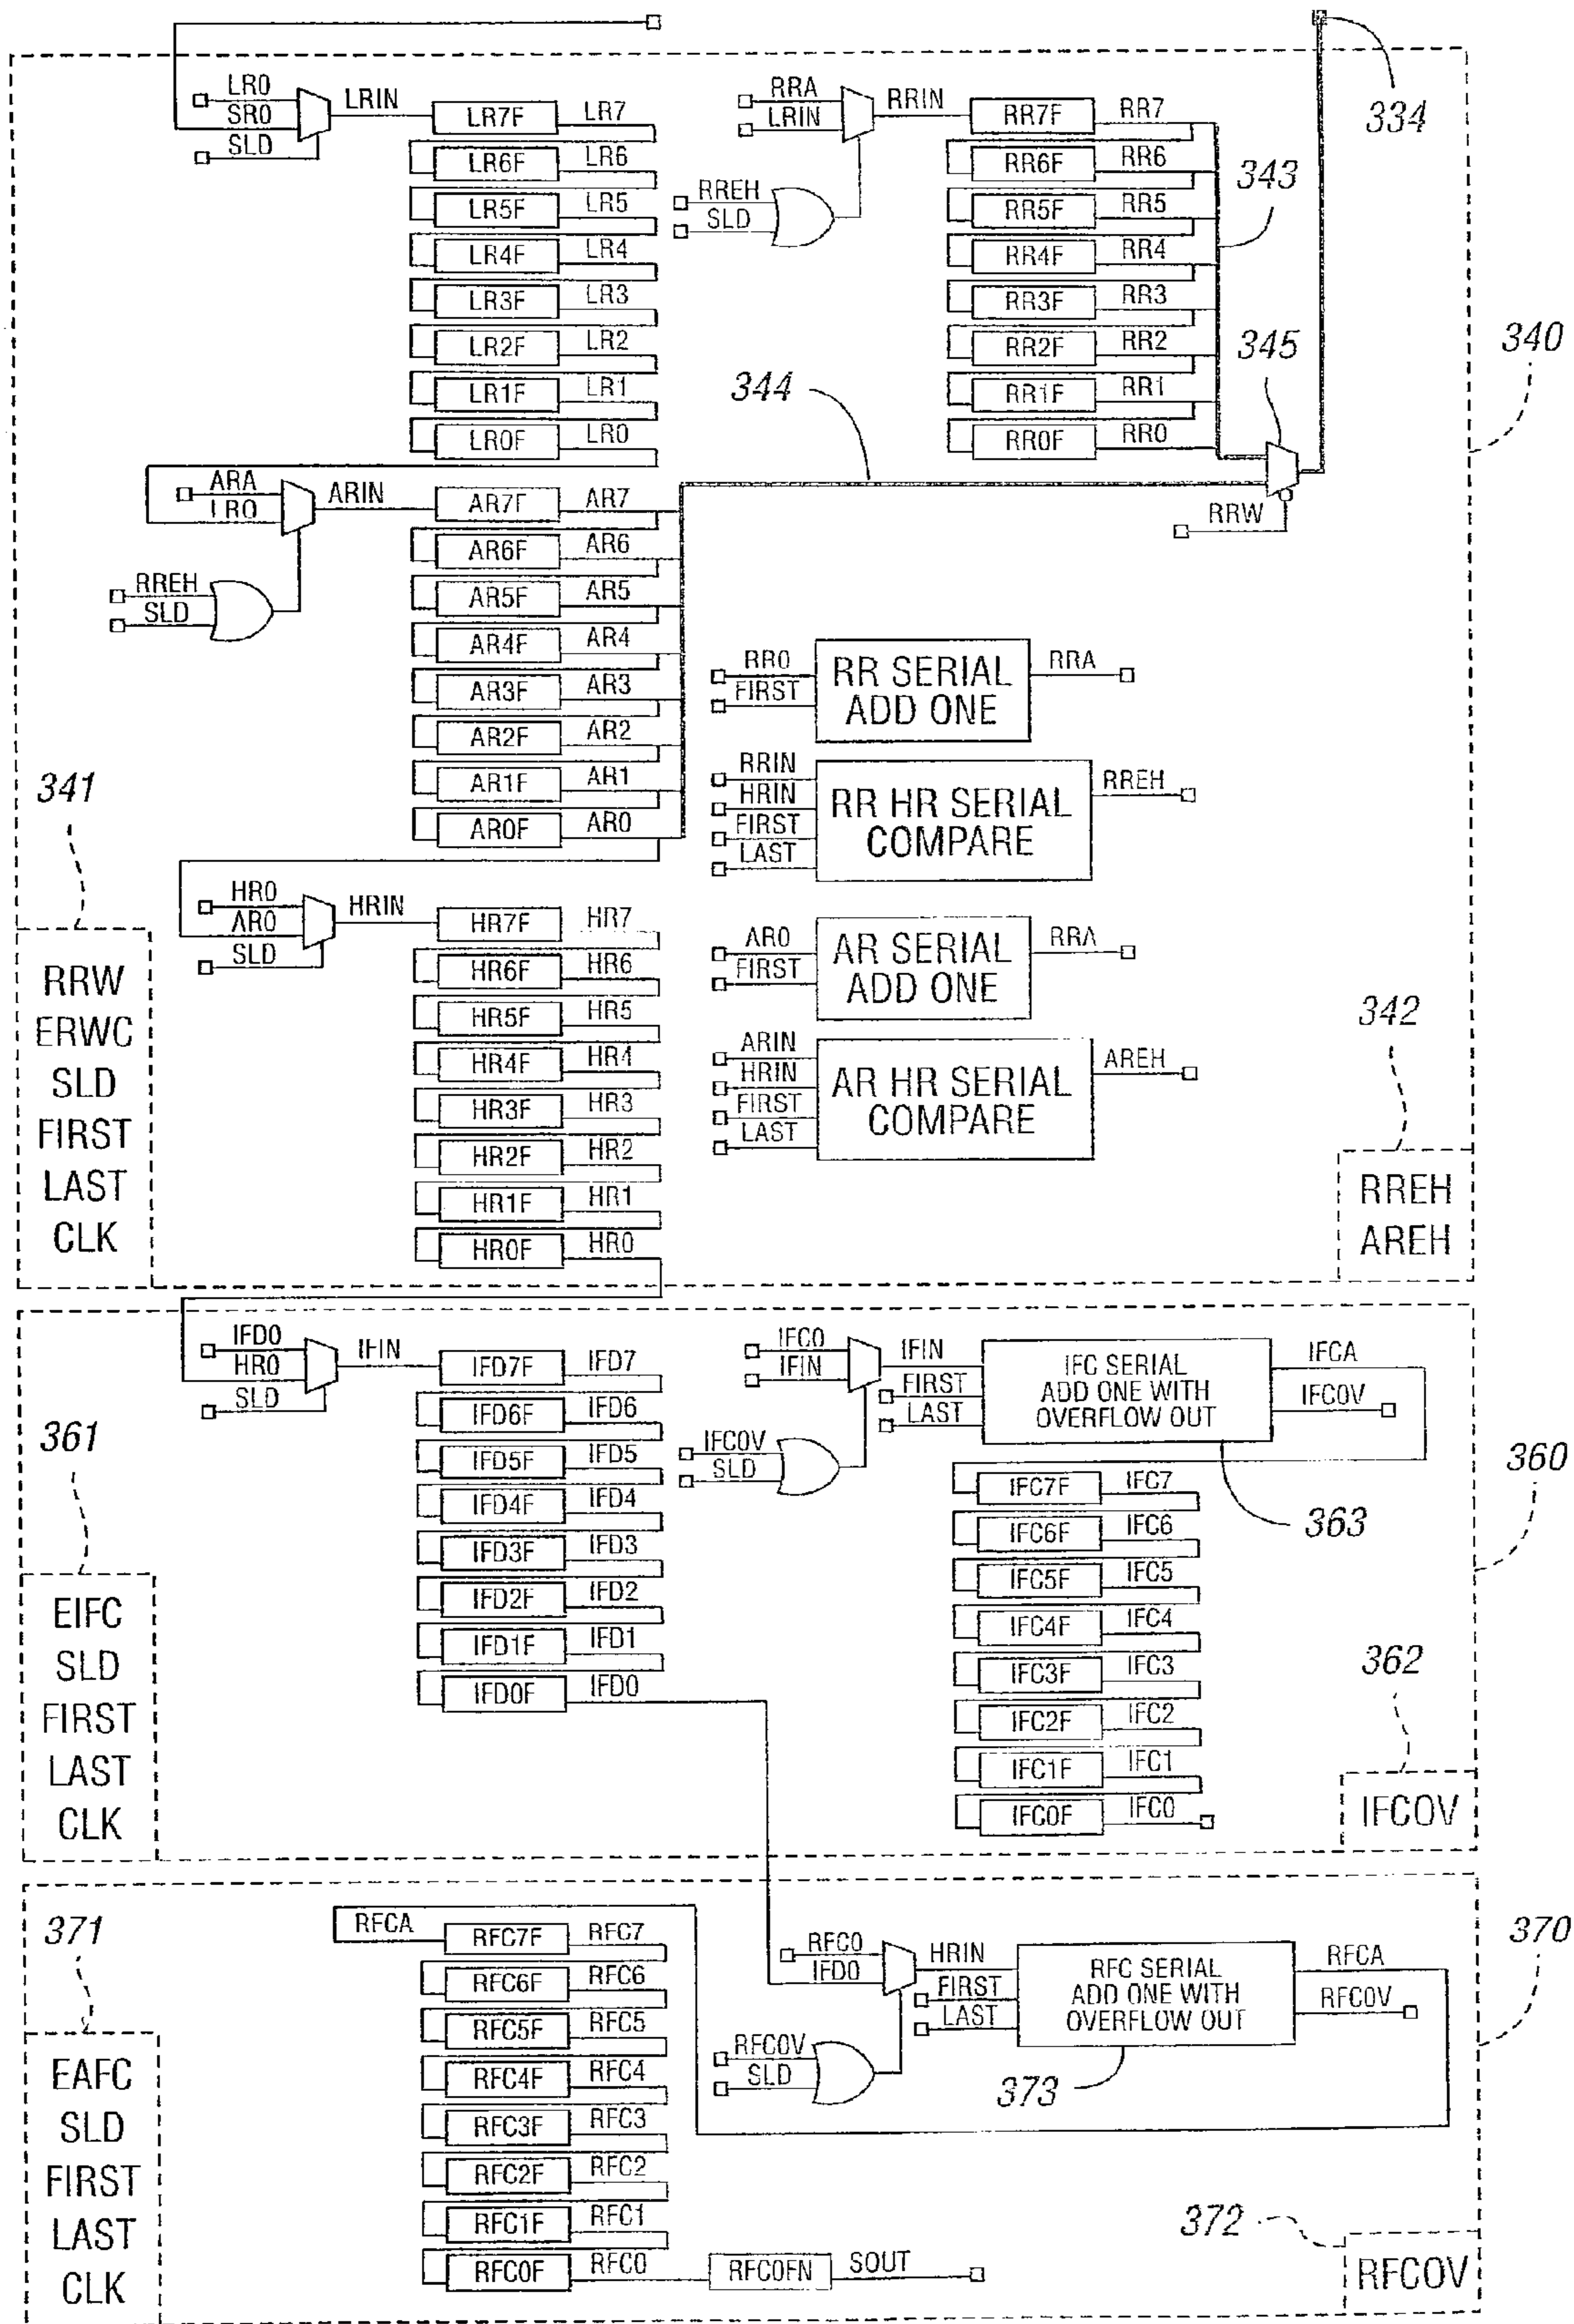 LR0
SR0
SLD
LRIN
LR7F LR7
LR6F LR6
LR5F LR5
LR4F LR4
LR3F LR3
LR2F LR2
LR1F LR1
LR0F LR0
RRA
LRIN
RRIN
RREH
SLD
RR7F RR7
RR6F RR6
RR5F RR5
RR4F RR4
RR3F RR3
RR2F RR2
RR1F RR1
RR0F RR0
334
343
345
340
344
RRW
ARA
LR0
ARIN
RREH
SLD
AR7F AR7
AR6F AR6
AR5F AR5
AR4F AR4
AR3F AR3
AR2F AR2
AR1F AR1
AR0F AR0
RR0
FIRST
RR SERIAL
ADD ONE
RRA
RRIN
HRIN
FIRST
LAST
RR HR SERIAL
COMPARE
RREH
341
RRW
ERWC
SLD
FIRST
LAST
CLK
HR0
AR0
SLD
HRIN
HR7F HR7
HR6F HR6
HR5F HR5
HR4F HR4
HR3F HR3
HR2F HR2
HR1F HR1
HR0F HR0
AR0
FIRST
AR SERIAL
ADD ONE
RRA
ARIN
HRIN
FIRST
LAST
AR HR SERIAL
COMPARE
AREH
342
RREH
AREH
IFD0
HR0
SLD
IFIN
IFD7F IFD7
IFD6F IFD6
IFD5F IFD5
IFD4F IFD4
IFD3F IFD3
IFD2F IFD2
IFD1F IFD1
IFD0F IFD0
361
EIFC
SLD
FIRST
LAST
CLK
IFC0
IFIN
IFIN
FIRST
LAST
IFCOV
SLD
IFC SERIAL
ADD ONE WITH
OVERFLOW OUT
IFCA
IFCOV
363
360
IFC7F IFC7
IFC6F IFC6
IFC5F IFC5
IFC4F IFC4
IFC3F IFC3
IFC2F IFC2
IFC1F IFC1
IFC0F IFC0
362
IFCOV
371
EAFC
SLD
FIRST
LAST
CLK
RFCA
RFC7F RFC7
RFC6F RFC6
RFC5F RFC5
RFC4F RFC4
RFC3F RFC3
RFC2F RFC2
RFC1F RFC1
RFC0F RFC0
RFC0FN SOUT
RFC0
IFD0
HRIN
FIRST
LAST
RFCOV
SLD
RFC SERIAL
ADD ONE WITH
OVERFLOW OUT
RFCA
RFCOV
373
370
372
RFCOV